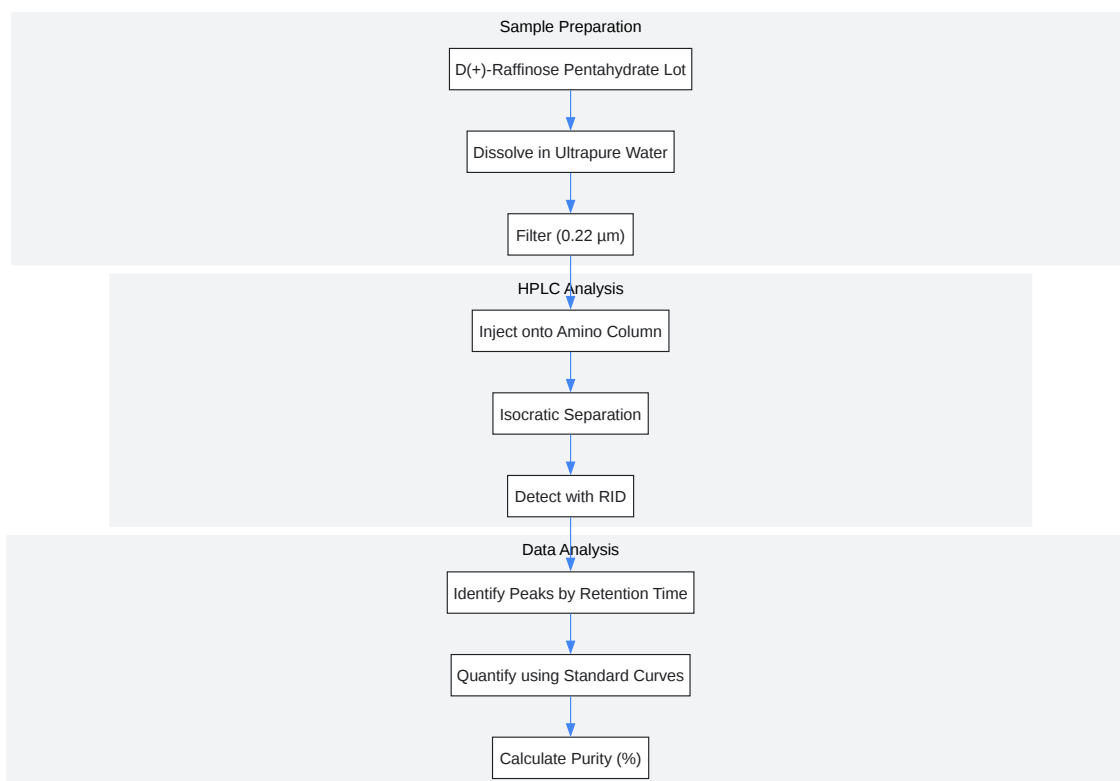 Sample Preparation
D(+)-Raffinose Pentahydrate Lot
Dissolve in Ultrapure Water
Filter (0.22 µm)
HPLC Analysis
Inject onto Amino Column
Isocratic Separation
Detect with RID
Data Analysis
Identify Peaks by Retention Time
Quantify using Standard Curves
Calculate Purity (%)